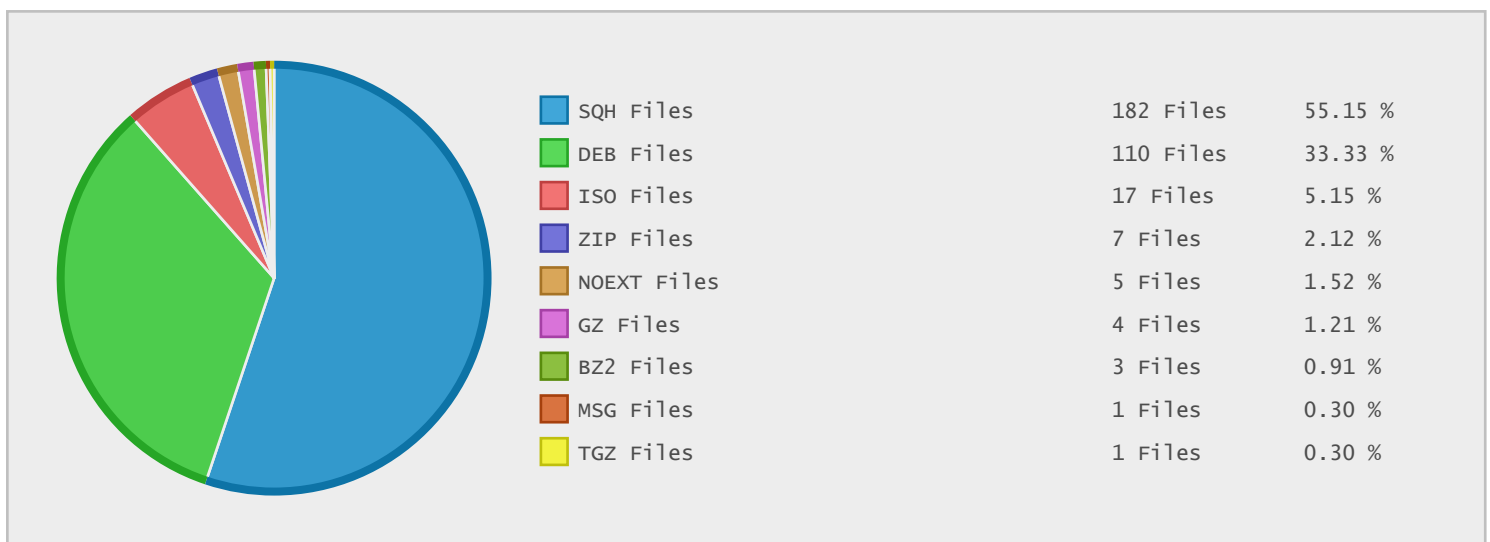 SQH Files 182 Files 55.15 %
DEB Files 110 Files 33.33 %
ISO Files 17 Files 5.15 %
ZIP Files 7 Files 2.12 %
NOEXT Files 5 Files 1.52 %
GZ Files 4 Files 1.21 %
BZ2 Files 3 Files 0.91 %
MSG Files 1 Files 0.30 %
TGZ Files 1 Files 0.30 %